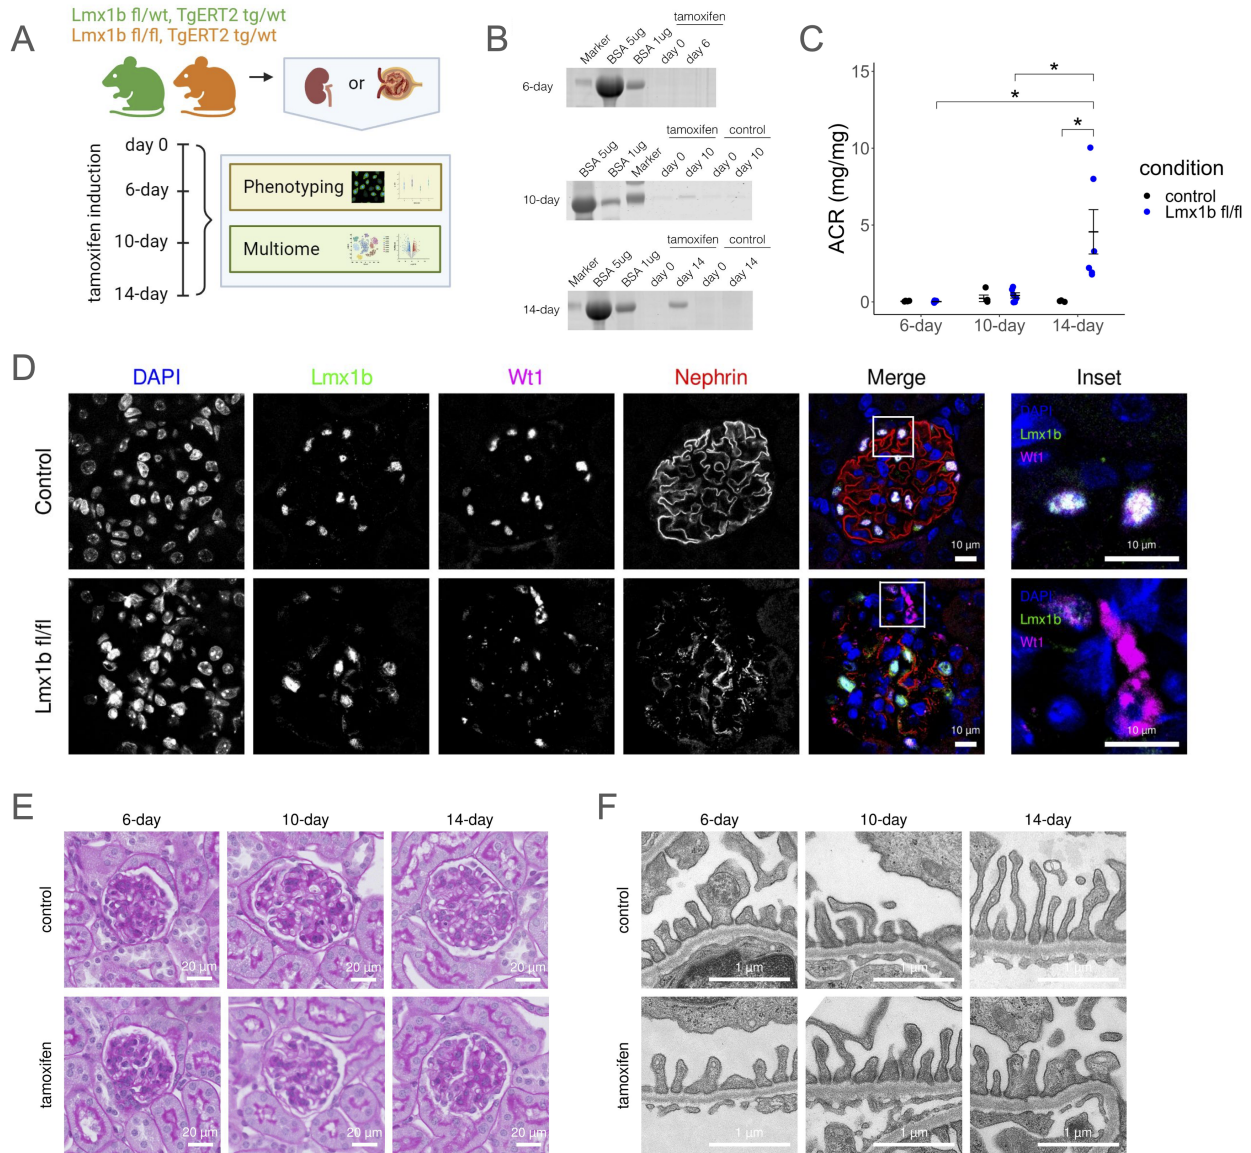 A
Lmx1b fl/wt, TgERT2 tg/wt
Lmx1b fl/fl, TgERT2 tg/wt
or
tamoxifen induction
day 0
6-day
10-day
14-day
Phenotyping
Multiome
B
tamoxifen
Marker
BSA 5ug
BSA 1ug
day 0
day 6
6-day
tamoxifen
control
BSA 5ug
BSA 1ug
Marker
day 0
day 10
day 0
day 10
10-day
tamoxifen
control
Marker
BSA 5ug
BSA 1ug
day 0
day 14
day 0
day 14
14-day
C
ACR (mg/mg)
15
10
5
0
*
*
*
6-day
10-day
14-day
condition
control
Lmx1b fl/fl
D
DAPI
Lmx1b
Wt1
Nephrin
Merge
Inset
Control
10 µm
DAPI
Lmx1b
Wt1
10 µm
Lmx1b fl/fl
10 µm
DAPI
Lmx1b
Wt1
10 µm
E
6-day
10-day
14-day
control
20 µm
20 µm
20 µm
tamoxifen
20 µm
20 µm
20 µm
F
6-day
10-day
14-day
control
1 µm
1 µm
1 µm
tamoxifen
1 µm
1 µm
1 µm